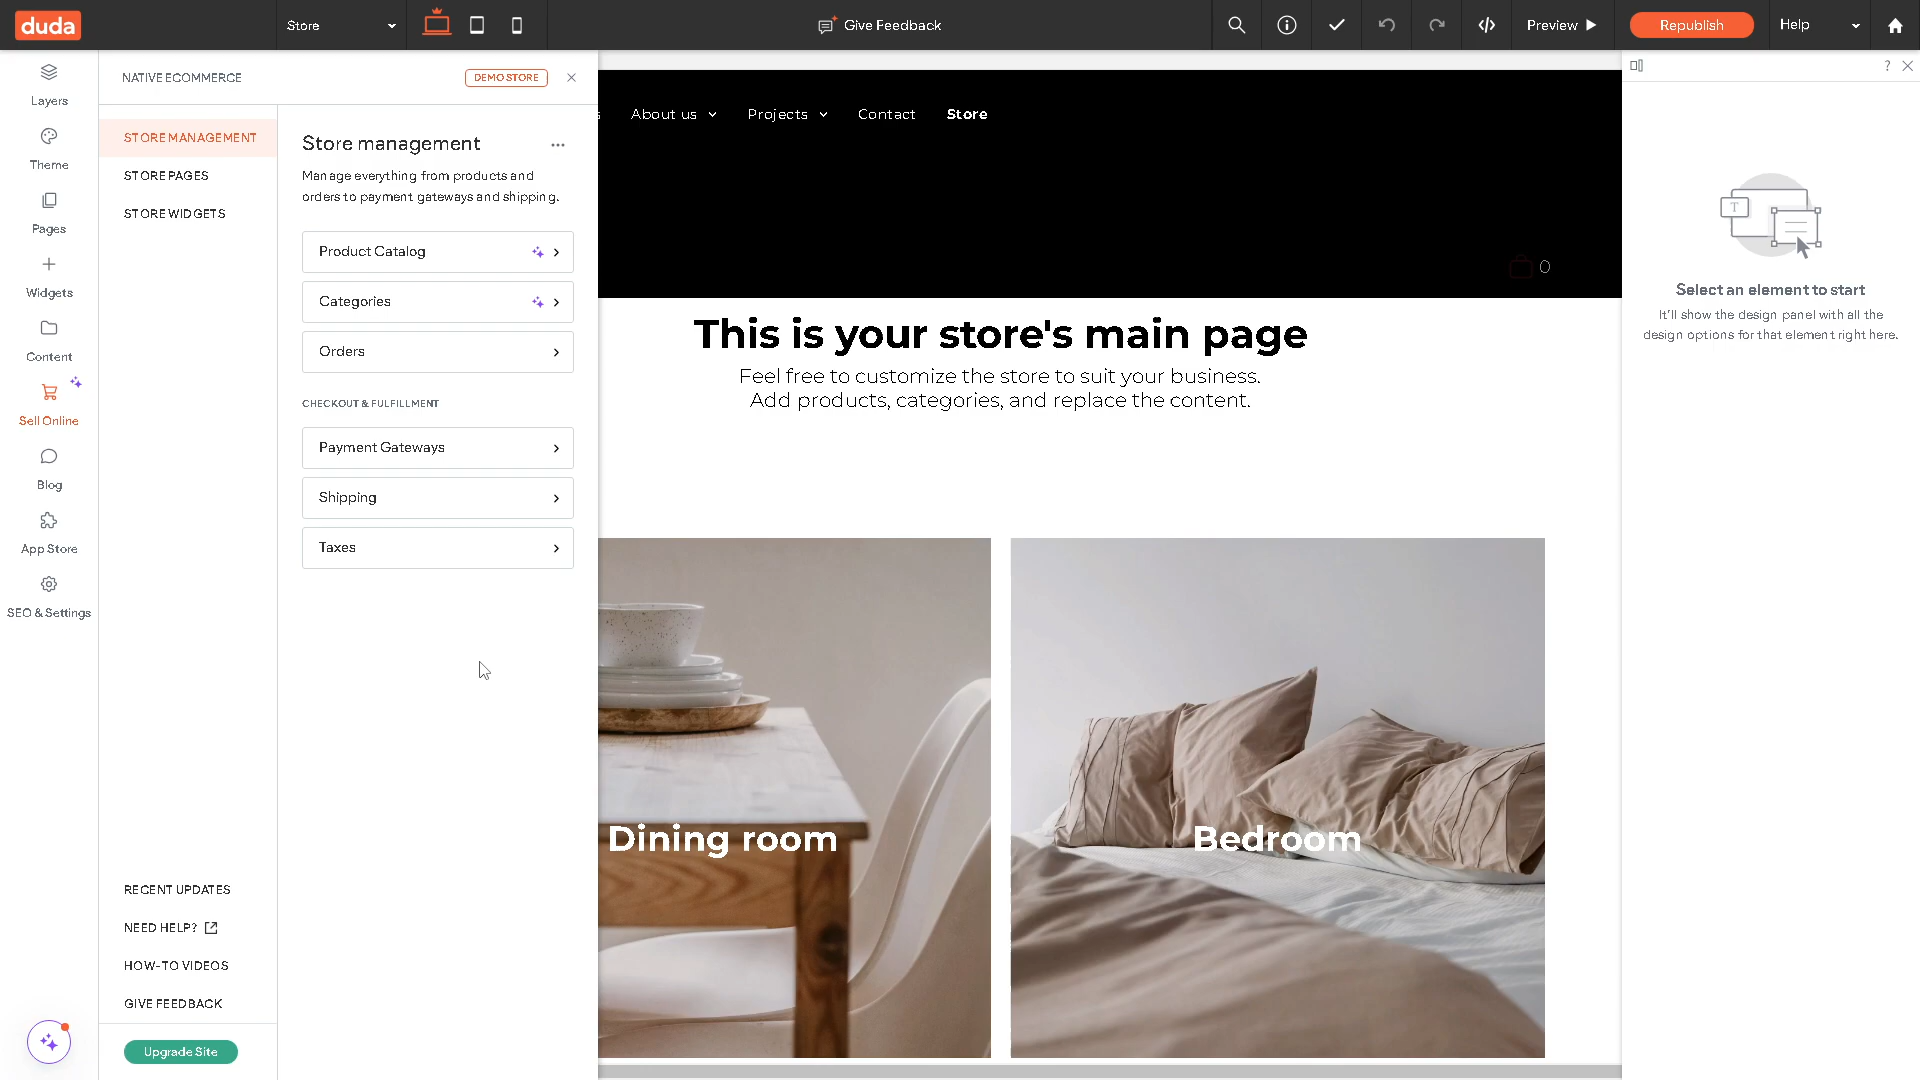 duda
Store
Give Feedback
Preview
Republish
Help
Layers
Theme
Pages
Widgets
Content
Sell Online
Blog
App Store
SEO & Settings
NATIVE ECOMMERCE
DEMO STORE
STORE MANAGEMENT
STORE PAGES
STORE WIDGETS
RECENT UPDATES
NEED HELP?
HOW-TO VIDEOS
GIVE FEEDBACK
Upgrade Site
Store management
Manage everything from products and
orders to payment gateways and shipping.
Product Catalog
Categories
Orders
CHECKOUT & FULFILLMENT
Payment Gateways
Shipping
Taxes
About us
Projects
Contact
Store
0
This is your store's main page
Feel free to customize the store to suit your business.
Add products, categories, and replace the content.
Dining room
Bedroom
?
T
Select an element to start
It'll show the design panel with all the
design options for that element right here.